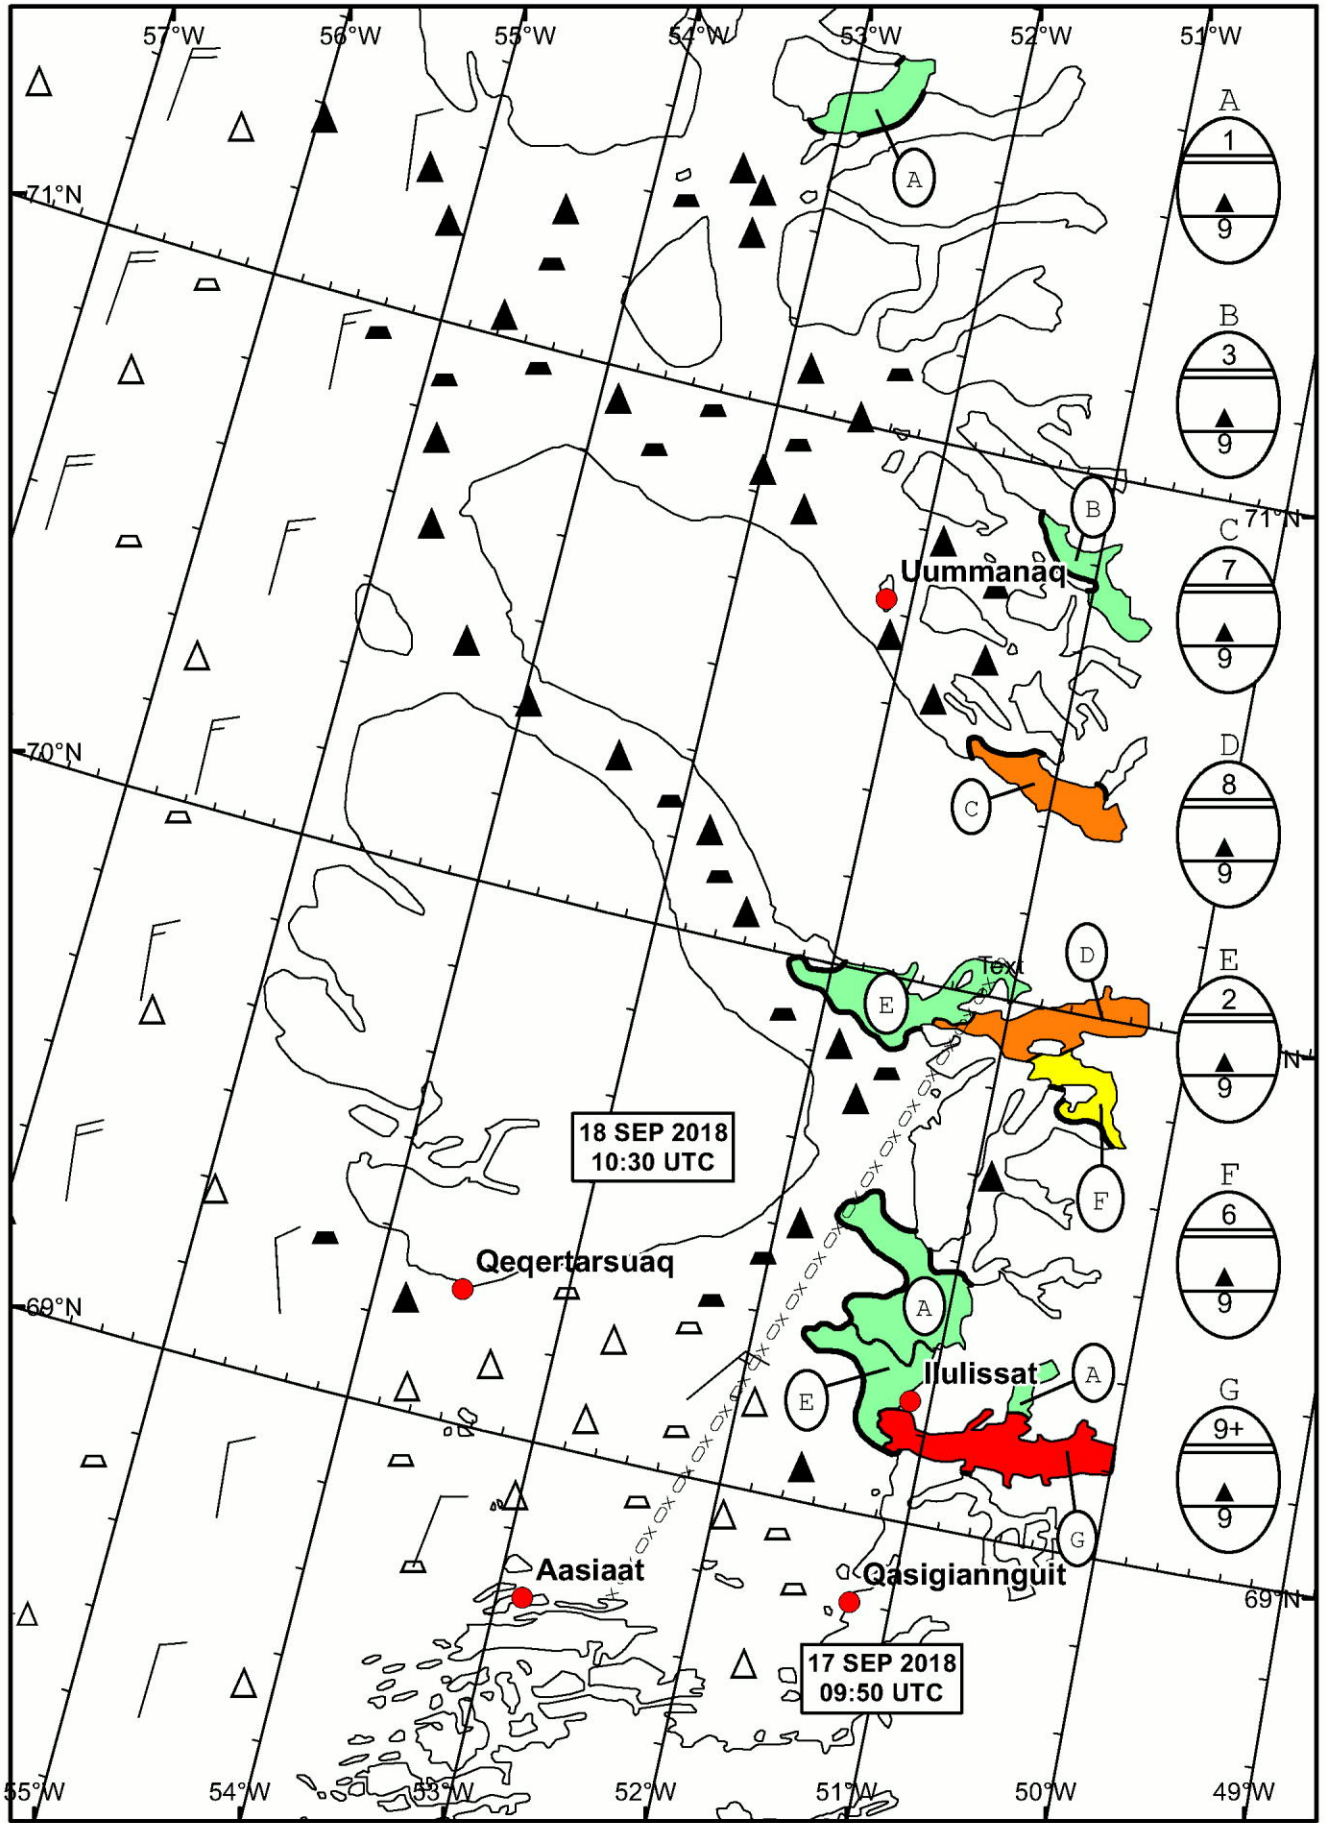 57°W 56°W 55°W 54°W 53°W 52°W 51°W
A
1
9
A
71°N
B
3
9
B
71°N
C
7
9
Uummanaq
70°N
D
8
9
C
D
E
2
9
Text
E
N
18 SEP 2018
10:30 UTC
F
F
6
9
Qeqertarsuaq
69°N
A
Ilulissat
A
E
G
9+
9
G
Aasiaat
Qasigiannguit
69°N
17 SEP 2018
09:50 UTC
55°W 54°W 53°W 52°W 51°W 50°W 49°W